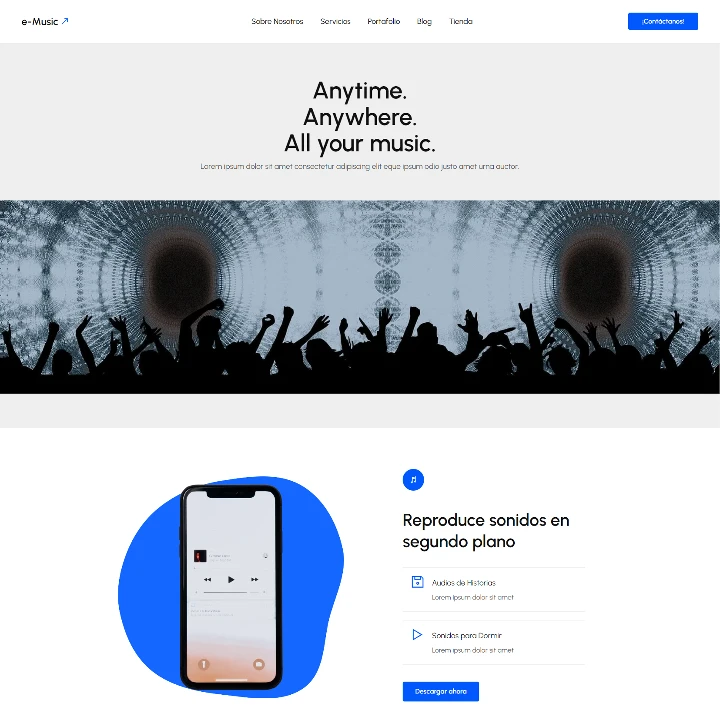 e-Music
Sobre Nosotros Servicios Portafolio Blog Tienda
¡Contáctanos!
Anytime.
Anywhere.
All your music.
Lorem ipsum dolor sit amet consectetur adipiscing elit eque ipsum odio justo amet urna auctor.
Reproduce sonidos en
segundo plano
Audios de Historias
Lorem ipsum dolor sit amet
Sonidos para Dormir
Lorem ipsum dolor sit amet
Descargar ahora